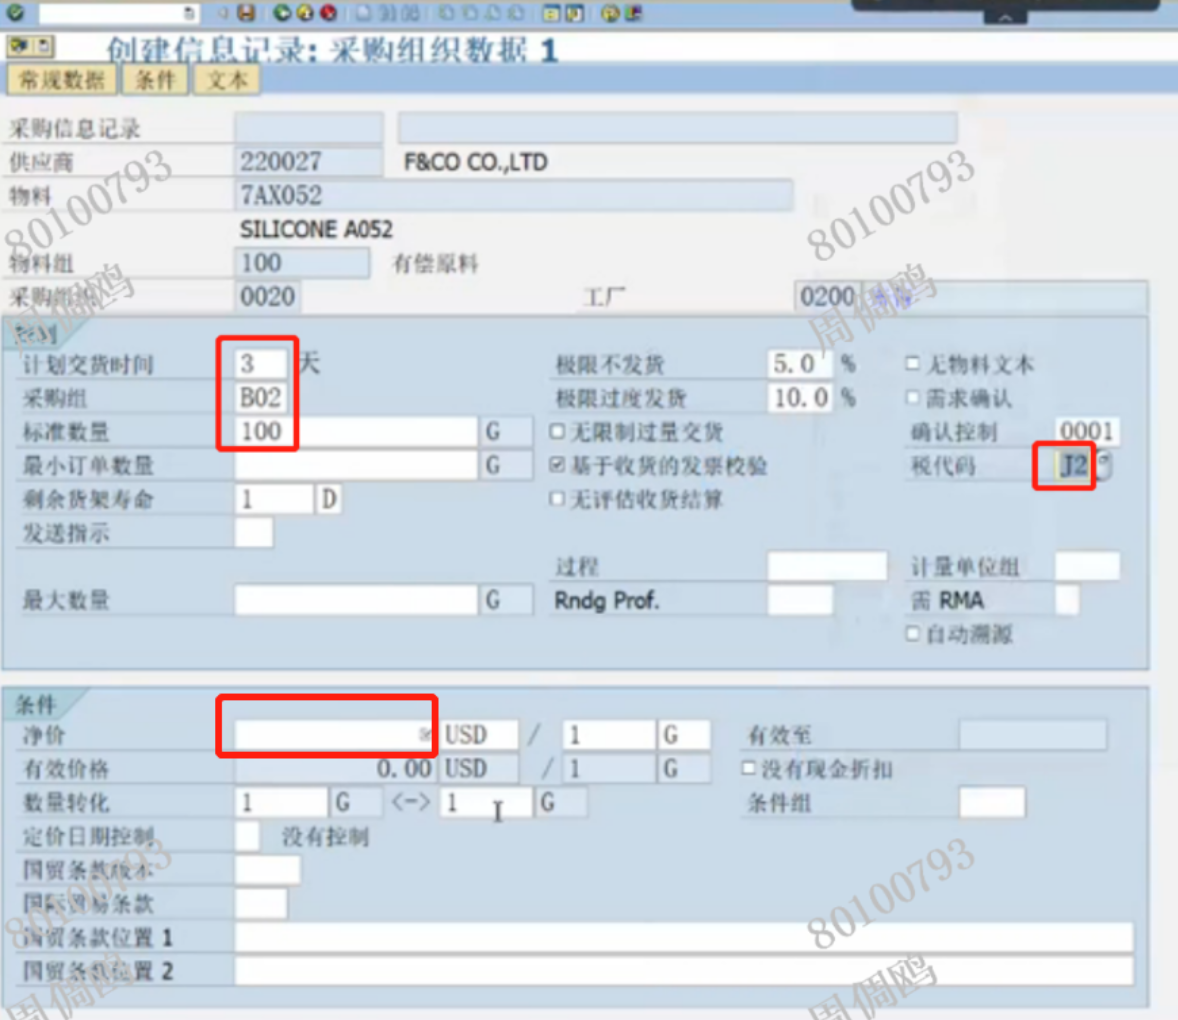 创建信息记录: 采购组织数据 1
常规数据 条件 文本
采购信息记录
供应商 220027 F&CO CO.,LTD
物料 7AX052
SILICONE A052
物料组 100 有偿原料
采购组织 0020 工厂 0200
控制
计划交货时间 3 天 极限不发货 5.0 % 无物料文本
采购组 B02 极限过度发货 10.0 % 需求确认
标准数量 100 G 无限制过量交货 确认控制 0001
最小订单数量 G 基于收货的发票校验 税代码 J2
剩余货架寿命 1 D 无评估收货结算
发送指示
过程 计量单位组
最大数量 G Rndg Prof. 需 RMA
自动溯源
条件
净价 USD / 1 G 有效至
有效价格 0.00 USD / 1 G 没有现金折扣
数量转化 1 G <-> 1 G 条件组
定价日期控制 没有控制
国贸条款版本
国际贸易条款
国贸条款位置 1
国贸条款位置 2
80100793
周倜鸥
80100793
周倜鸥
80100793
周倜鸥
80100793
周倜鸥